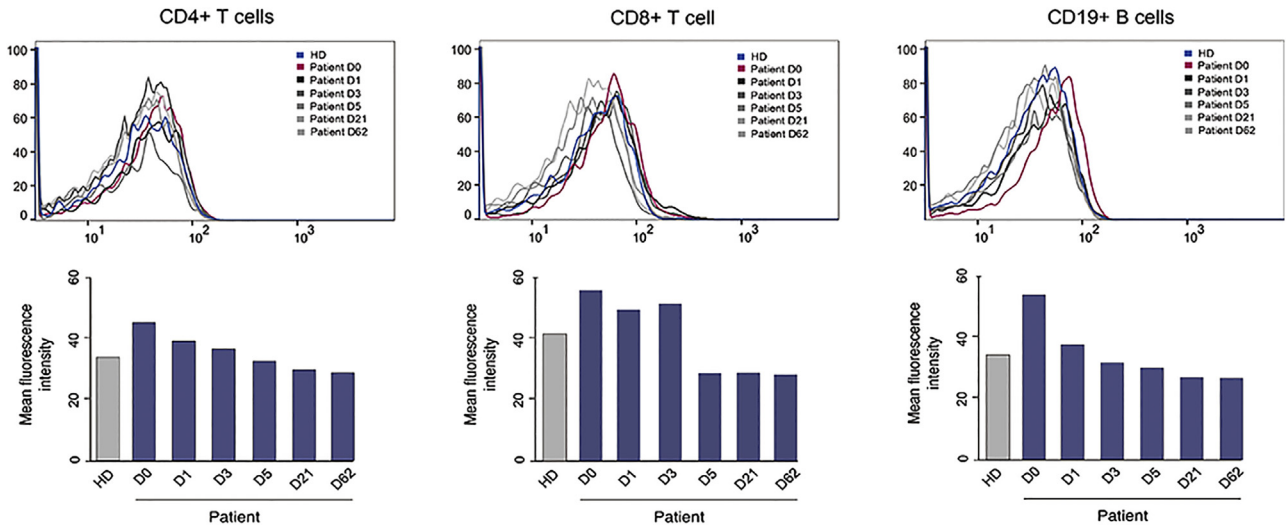 CD4+ T cells
100
80
60
40
20
0
10¹
10²
10³
HD
Patient D0
Patient D1
Patient D3
Patient D5
Patient D21
Patient D62
CD8+ T cell
100
80
60
40
20
0
10¹
10²
10³
HD
Patient D0
Patient D1
Patient D3
Patient D5
Patient D21
Patient D62
CD19+ B cells
100
80
60
40
20
10¹
10²
10³
HD
Patient D0
Patient D1
Patient D3
Patient D5
Patient D21
Patient D62
Mean fluorescence
intensity
60
40
20
0
HD
D0
D1
D3
D5
D21
D62
Patient
Mean fluorescence
intensity
60
40
20
0
HD
D0
D1
D3
D5
D21
D62
Patient
Mean fluorescence
intensity
60
40
20
0
HD
D0
D1
D3
D5
D21
D62
Patient